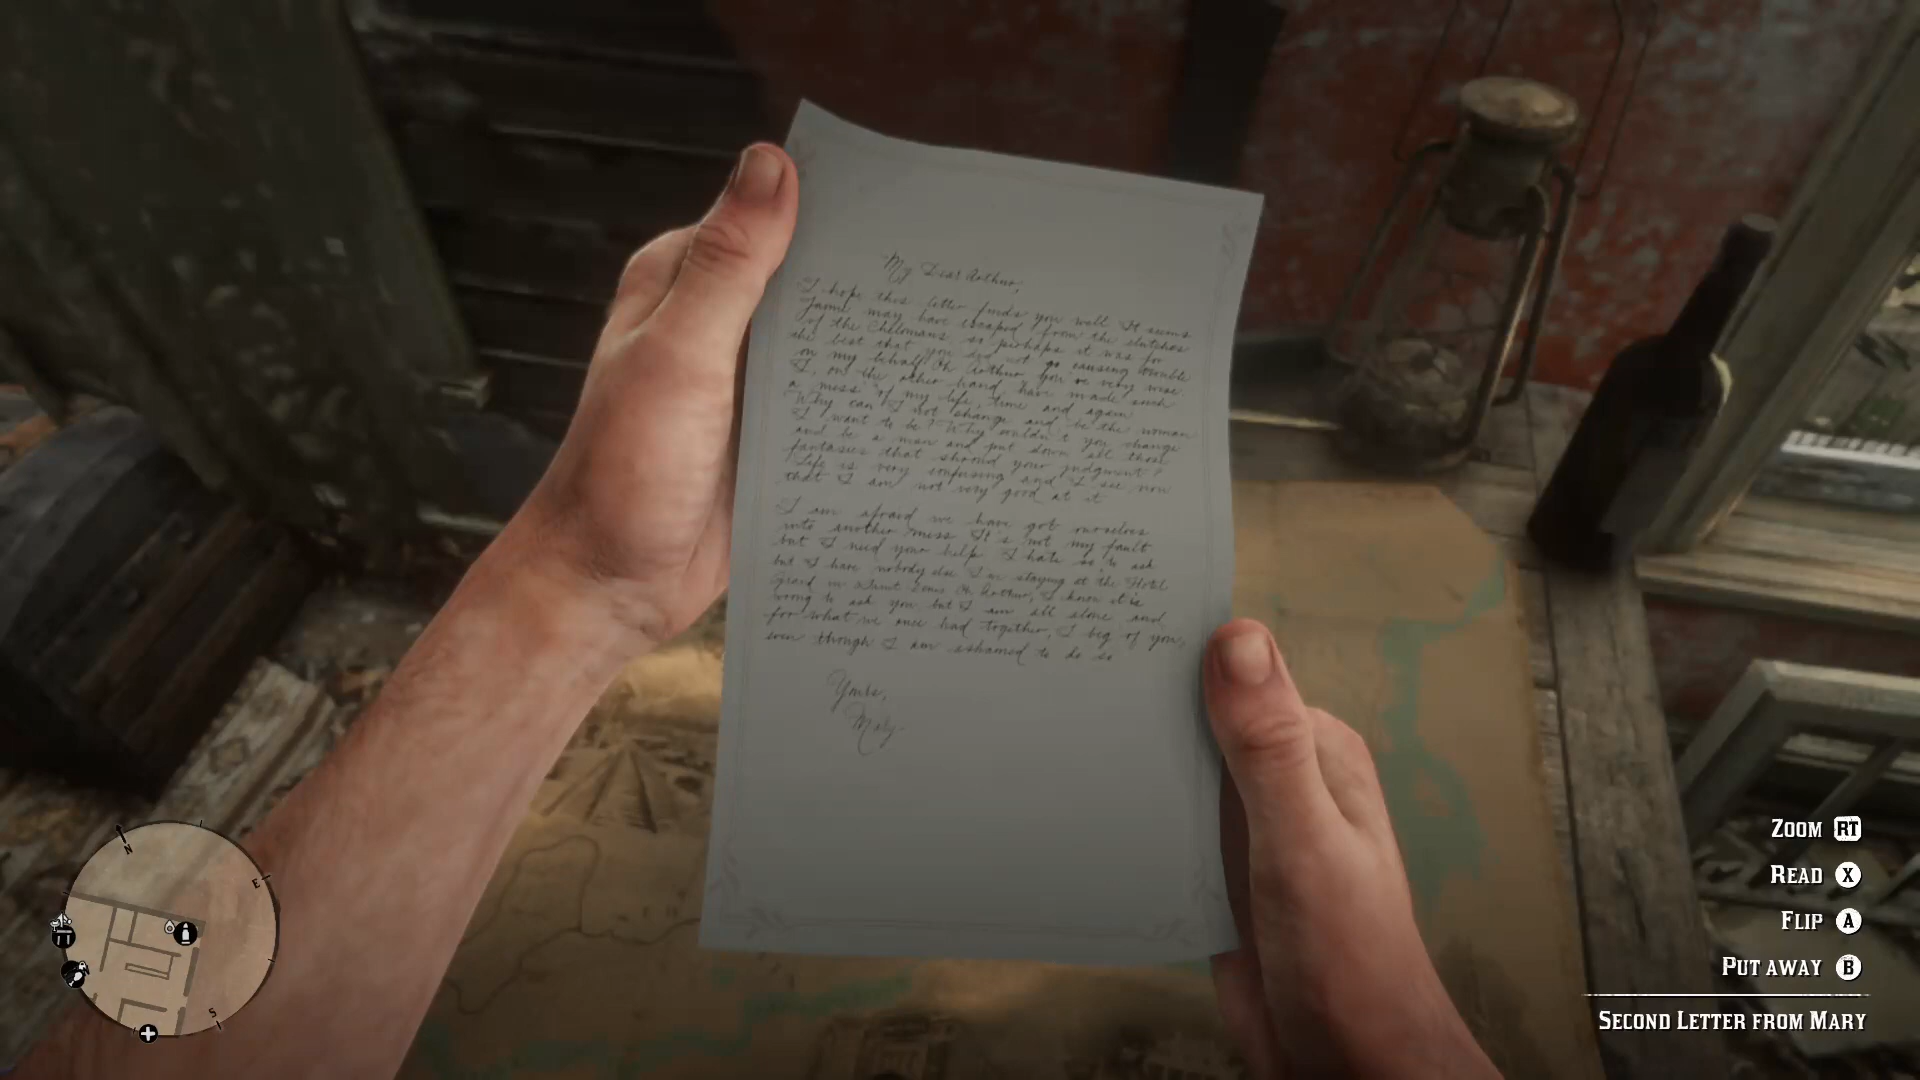 My Dear Arthur,
I hope this letter finds you well. It seems
Jamie may have escaped from the clutches
of the Chelonians so perhaps it was for
the best that you did not go causing trouble
on my behalf. Oh Arthur you're very wise.
I, on the other hand, have made such
a mess of my life, time and again.
Why can I not change and be the woman
I want to be? Why wouldn't you change
and be a man and put down all those
fantasies that shroud your judgment?
Life is very confusing and I see now
that I am not very good at it
I am afraid we have got ourselves
into another mess. It's not my fault
but I need your help. I hate to ask
but I have nobody else. I'm staying at the Hotel
Grand in Saint Denis. Oh Arthur, I know it is
wrong to ask you but I am all alone and
for what we once had together, I beg of you,
even though I am ashamed to do so
Yours,
Mary.
N
E
S
ZOOM RT
READ X
FLIP A
PUT AWAY B
SECOND LETTER FROM MARY